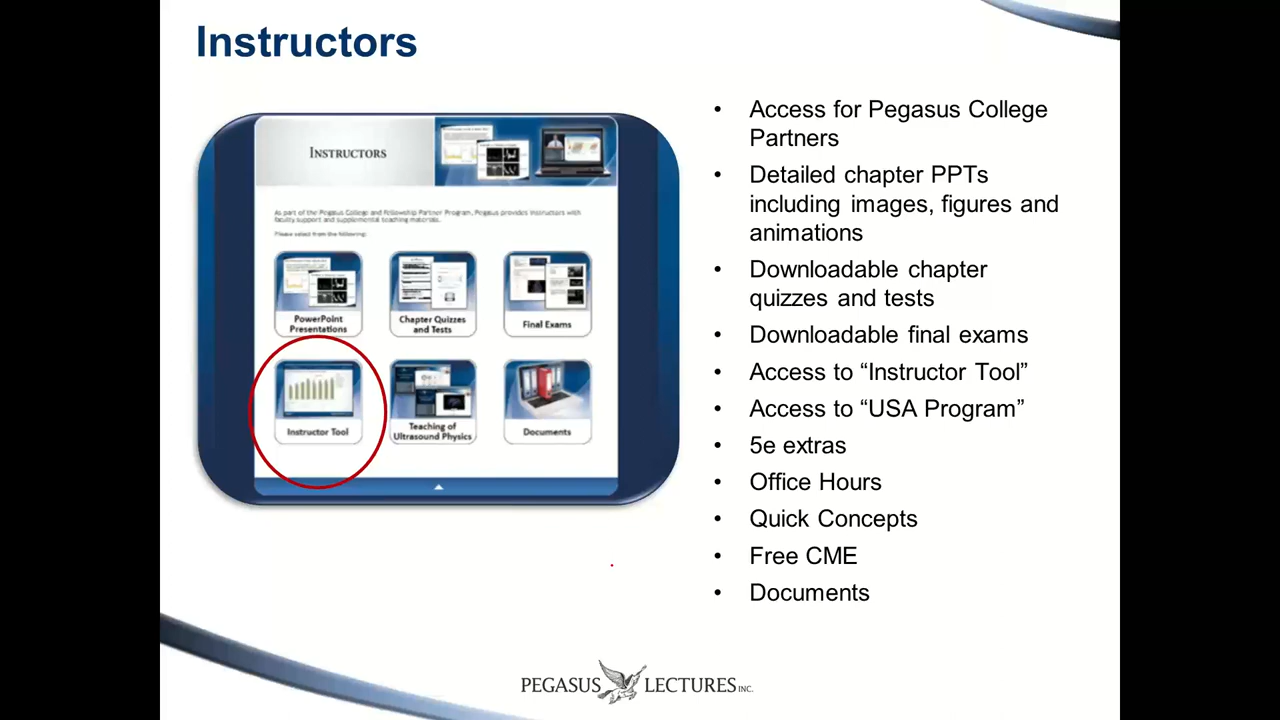 Instructors
INSTRUCTORS
As part of the Pegasus College and Fellowship Partner Program, Pegasus provides instructors with
faculty support and supplemental teaching materials.
Please select from the following:
PowerPoint
Presentations
Chapter Quizzes
and Tests
Final Exams
Instructor Tool
Teaching of
Ultrasound Physics
Documents
• Access for Pegasus College
Partners
• Detailed chapter PPTs
including images, figures and
animations
• Downloadable chapter
quizzes and tests
• Downloadable final exams
• Access to “Instructor Tool”
• Access to “USA Program”
• 5e extras
• Office Hours
• Quick Concepts
• Free CME
• Documents
PEGASUS LECTURES INC.